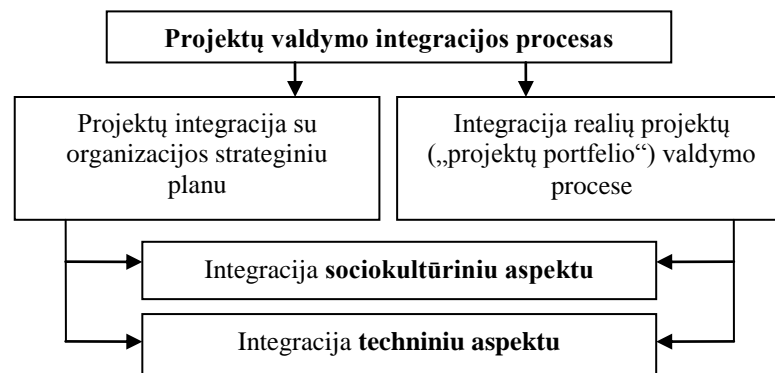 Projektų valdymo integracijos procesas
Projektų integracija su
organizacijos strateginiu
planu
Integracija realių projektų
(„projektų portfelio“) valdymo
procese
Integracija sociokultūriniu aspektu
Integracija techniniu aspektu